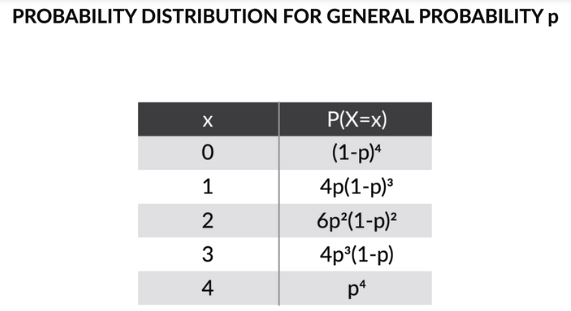 PROBABILITY DISTRIBUTION FOR GENERAL PROBABILITY p
x P(X=x)
0 (1-p)⁴
1 4p(1-p)³
2 6p²(1-p)²
3 4p³(1-p)
4 p⁴